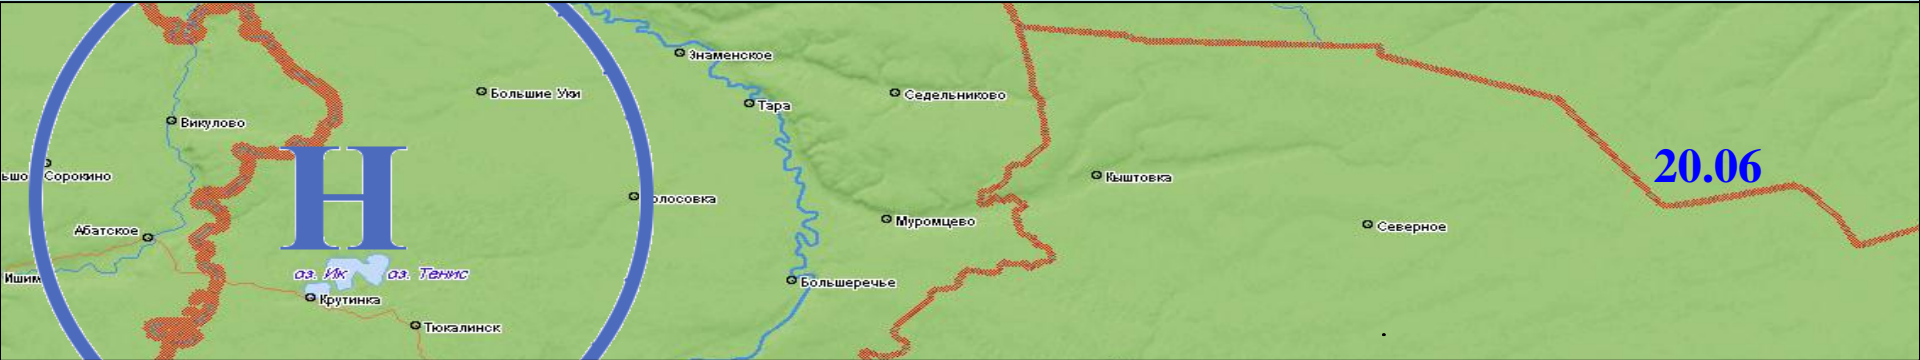 Знаменское
Большие Уки
Седельниково
Тара
Викулово
Сорокино
20.06
Н
Кыштовка
Колосовка
Муромцево
Северное
Абатское
оз. Ик
оз. Тенис
Ишим
Большеречье
Крутинка
Тюкалинск